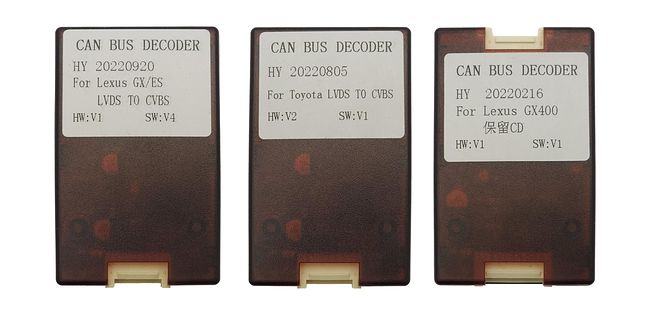 CAN BUS DECODER
HY 20220920
For Lexus GX/ES
LVDS TO CVBS
HW:V1 SW:V4
CAN BUS DECODER
HY 20220805
For Toyota LVDS TO CVBS
HW:V2 SW:V1
CAN BUS DECODER
HY 20220216
For Lexus GX400
保留CD
HW:V1 SW:V1